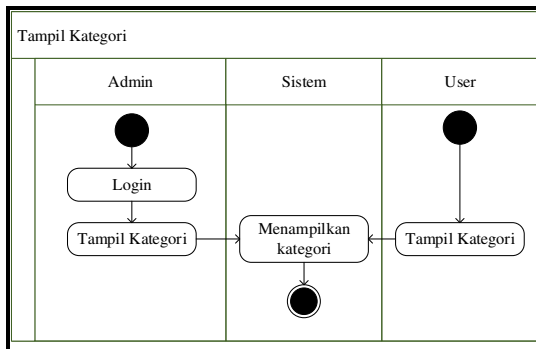 Tampil Kategori
Admin
Sistem
User
Login
Tampil Kategori
Menampilkan
kategori
Tampil Kategori